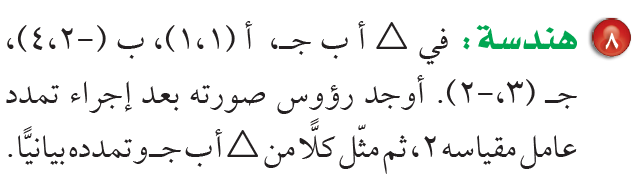 ٨ هندسة: في △ أ ب جـ، أ (١،١)، ب (-٤،٢)،
جـ (٣،-٢). أوجد رؤوس صورته بعد إجراء تمدد
عامل مقياسه ٢، ثم مثّل كلًّا من △ أ ب جـ وتمدده بيانيًّا.